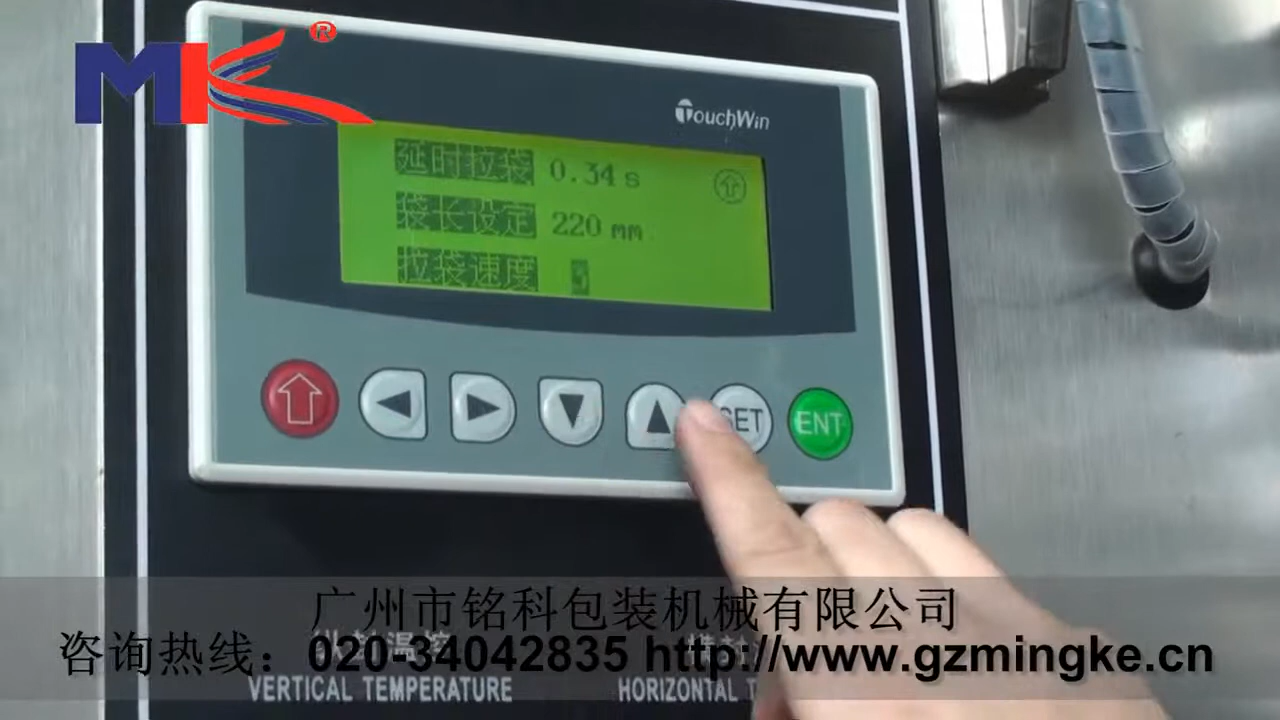 MK®
TouchWin
延时拉袋 0.34 s
袋长设定 220 mm
拉袋速度
SET
ENT
广州市铭科包装机械有限公司
咨询热线：020-34042835 http://www.gzmingke.cn
VERTICAL TEMPERATURE
HORIZONTAL